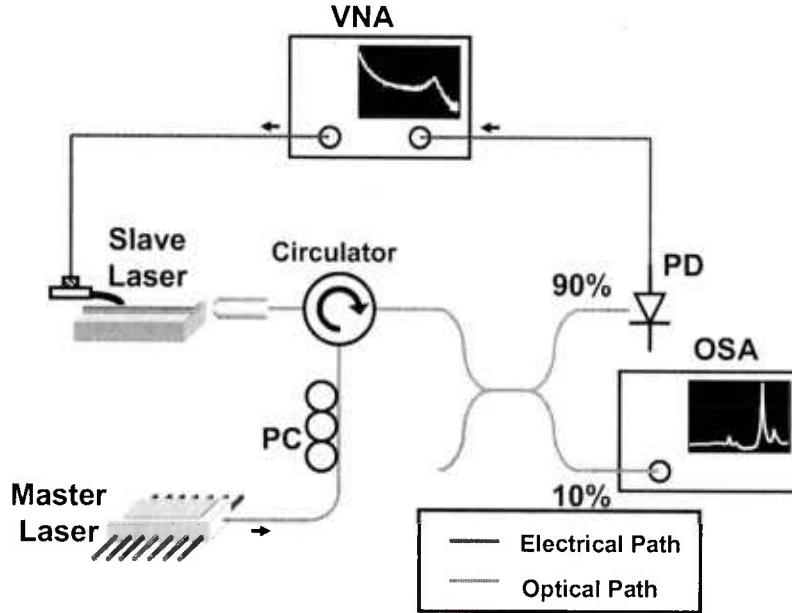 VNA
Slave
Laser
Circulator
90%
PD
OSA
PC
Master
Laser
10%
Electrical Path
Optical Path